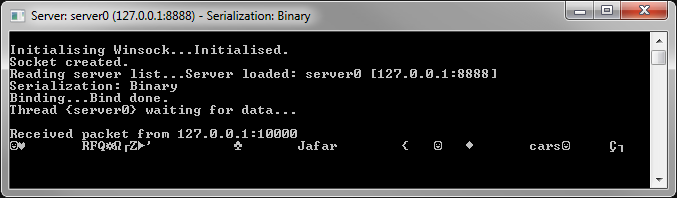 Server: server0 (127.0.0.1:8888) - Serialization: Binary
Initialising Winsock...Initialised.
Socket created.
Reading server list...Server loaded: server0 [127.0.0.1:8888]
Serialization: Binary
Binding...Bind done.
Thread {server0} waiting for data...
Received packet from 127.0.0.1:10000
☺♥ RFQ☼Ω┌Z►' ♣ Jafar { ☺ ♦ cars☺ Ç┐